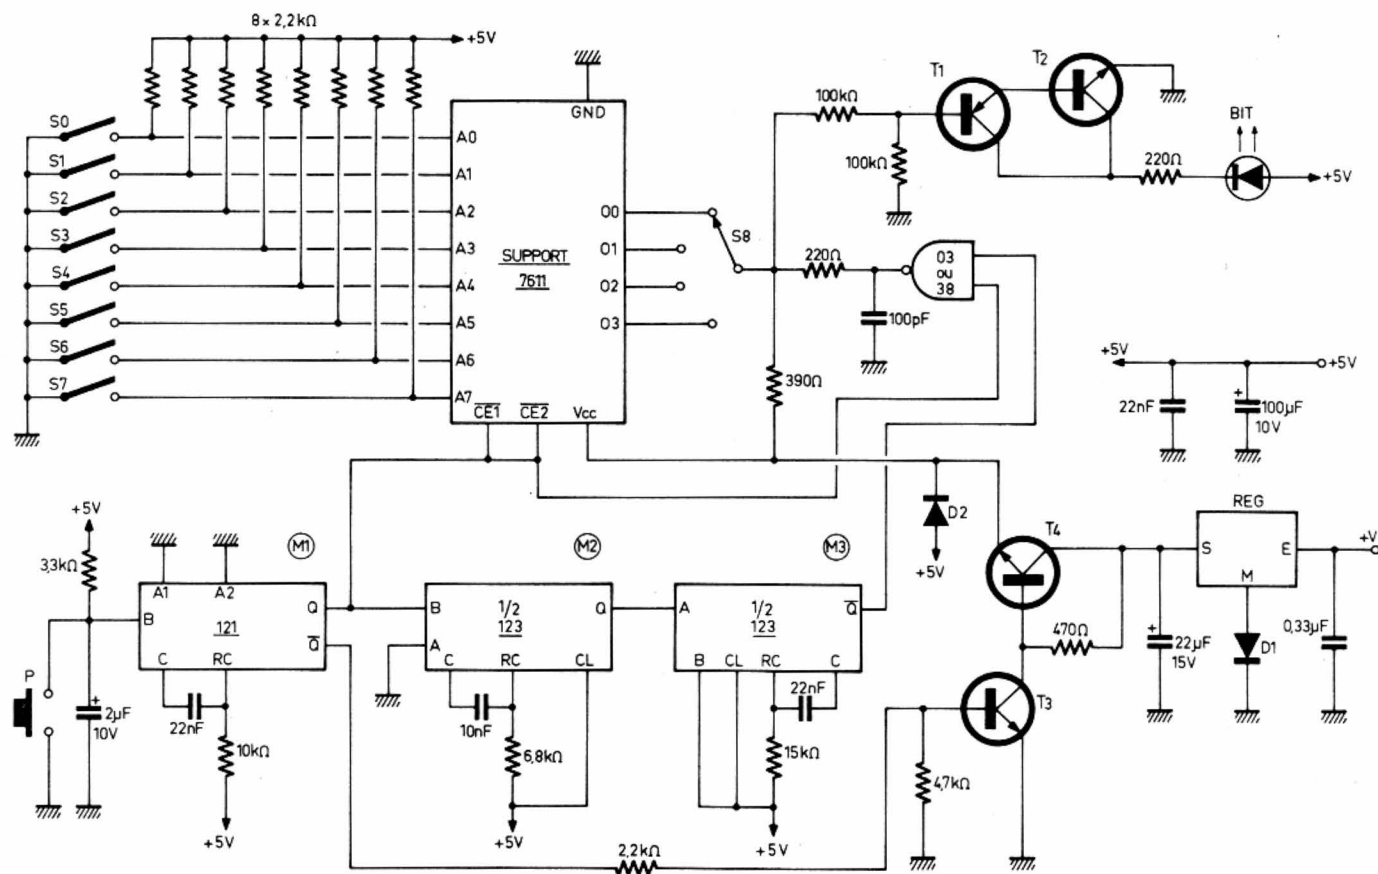 8 × 2,2kΩ
+5V
GND
S0
S1
S2
S3
S4
S5
S6
S7
A0
A1
A2
A3
A4
A5
A6
A7
SUPPORT
7611
00
01
02
03
CE1
CE2
Vcc
S8
100kΩ
100kΩ
T1
T2
220Ω
BIT
+5V
220Ω
03
ou
38
100pF
390Ω
+5V
+5V
22nF
+
100µF
10V
+5V
3,3kΩ
P
+
2µF
10V
M1
A1
A2
B
121
Q
Q̅
C
RC
22nF
10kΩ
+5V
M2
B
A
1/2
123
Q
C
RC
CL
10nF
6,8kΩ
+5V
M3
A
1/2
123
Q̅
B
CL
RC
C
22nF
15kΩ
+5V
2,2kΩ
D2
+5V
T4
470Ω
T3
4,7kΩ
+
22µF
15V
REG
S
E
M
D1
+V
0,33µF